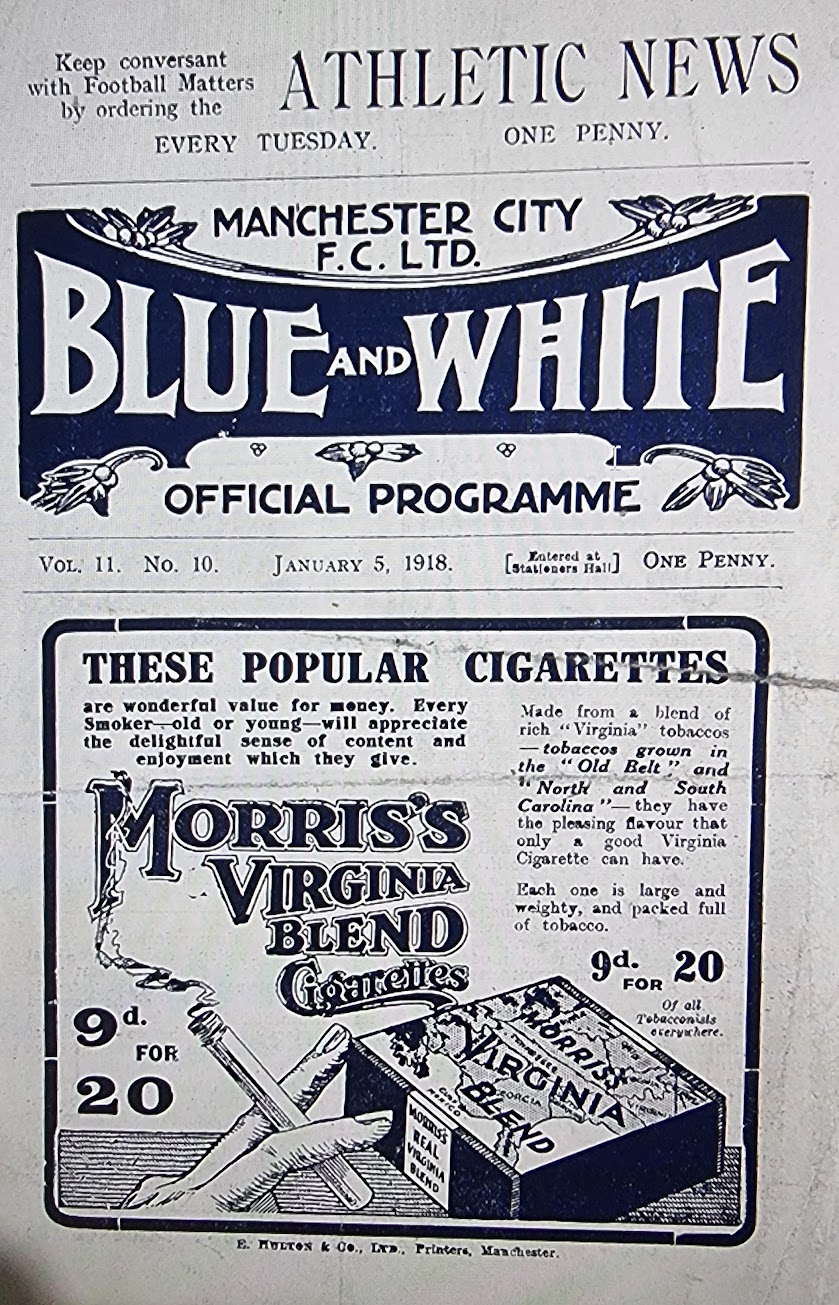 Keep conversant
with Football Matters
by ordering the
ATHLETIC NEWS
EVERY TUESDAY.
ONE PENNY.
MANCHESTER CITY
F.C. LTD.
BLUE AND WHITE
OFFICIAL PROGRAMME
VOL. 11. No. 10. JANUARY 5, 1918. [Entered at Stationers Hall] ONE PENNY.
THESE POPULAR CIGARETTES
are wonderful value for money. Every
Smoker—old or young—will appreciate
the delightful sense of content and
enjoyment which they give.
MORRIS'S
VIRGINIA
BLEND
Cigarettes
Made from a blend of
rich "Virginia" tobaccos
—tobaccos grown in
the "Old Belt" and
"North and South
Carolina"—they have
the pleasing flavour that
only a good Virginia
Cigarette can have.
Each one is large and
weighty, and packed full
of tobacco.
9d. FOR 20
Of all
Tobacconists
everywhere.
9d.
FOR
20
MORRIS'S
VIRGINIA
BLEND
GEORGIA
MORRIS'S
REAL
VIRGINIA
BLEND
E. HULTON & Co., LTD., Printers, Manchester.